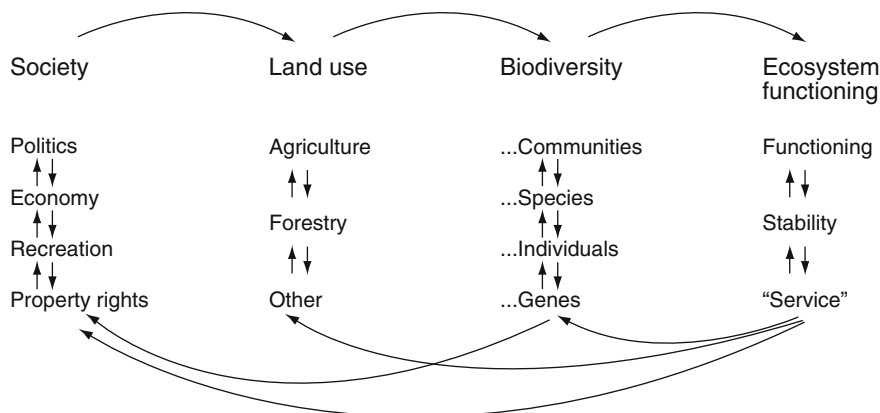 Society
Land use
Biodiversity
Ecosystem
functioning
Politics
Economy
Recreation
Property rights
Agriculture
Forestry
Other
...Communities
...Species
...Individuals
...Genes
Functioning
Stability
“Service”